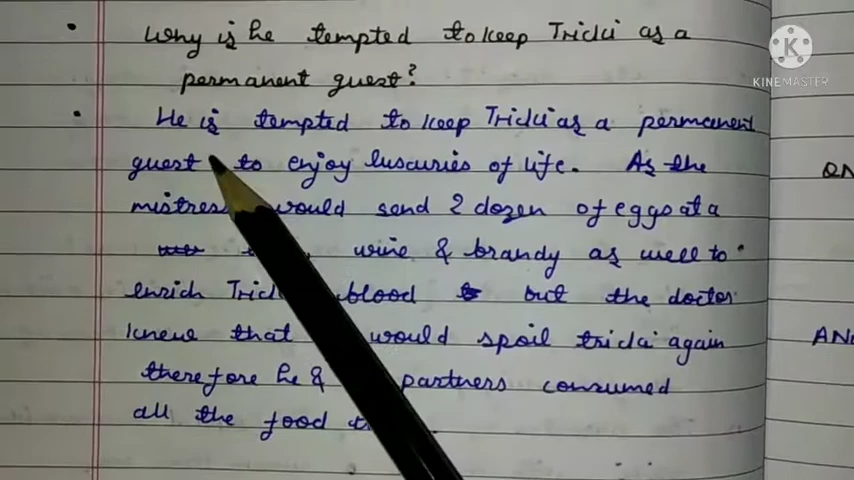 Why is he tempted to keep Tricki as a
permanent guest?
He is tempted to keep Tricki as a permanent
guest to enjoy luscuries of life. As the
mistress would send 2 dozen of eggs at a
wine & brandy as well to
enrich blood but the doctor
knew that would spoil tricki again
therefore he & partners consumed
all the food
K
KINEMASTER